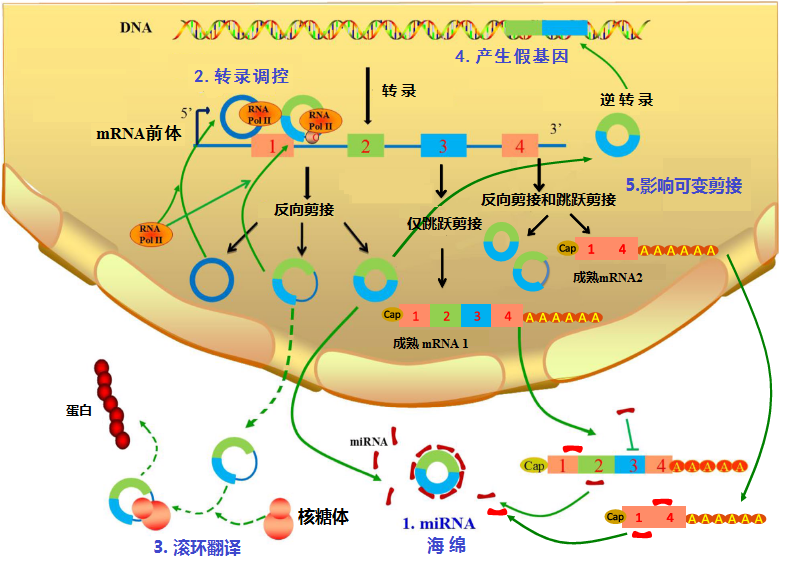 DNA
4. 产生假基因
2. 转录调控
转 录
逆 转 录
5’
RNA
Pol II
RNA
Pol II
mRNA前体
3’
1
2
3
4
5.影响可变剪接
反向剪接
仅跳跃剪接
反向剪接和跳跃剪接
RNA
Pol II
Cap
1
4
AAAAAA
成熟mRNA2
Cap
1
2
3
4
AAAAAA
成熟 mRNA 1
蛋白
miRNA
Cap
1
2
3
4
AAAAA
核糖体
1. miRNA
海 绵
Cap
1
4
AAAAAA
3. 滚环翻译